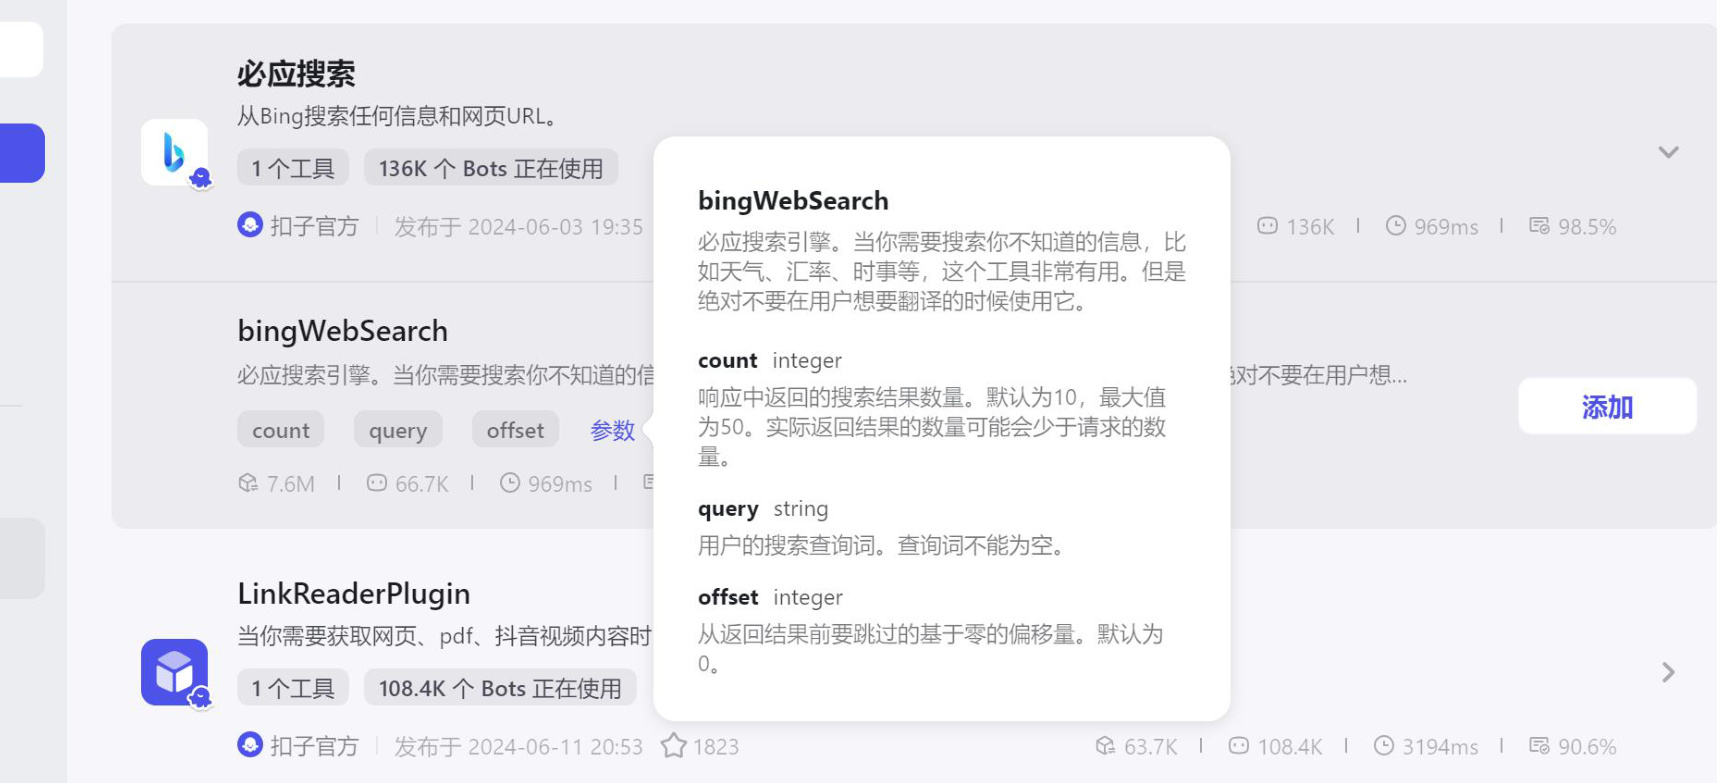 必应搜索
从Bing搜索任何信息和网页URL。
1 个工具
136K 个 Bots 正在使用
扣子官方
发布于 2024-06-03 19:35
136K
969ms
98.5%
bingWebSearch
必应搜索引擎。当你需要搜索你不知道的信
对不要在用户想...
count
query
offset
参数
添加
7.6M
66.7K
969ms
bingWebSearch
必应搜索引擎。当你需要搜索你不知道的信息，比
如天气、汇率、时事等，这个工具非常有用。但是
绝对不要在用户想要翻译的时候使用它。
count integer
响应中返回的搜索结果数量。默认为10，最大值
为50。实际返回结果的数量可能会少于请求的数
量。
query string
用户的搜索查询词。查询词不能为空。
offset integer
从返回结果前要跳过的基于零的偏移量。默认为
0。
LinkReaderPlugin
当你需要获取网页、pdf、抖音视频内容时
1 个工具
108.4K 个 Bots 正在使用
扣子官方
发布于 2024-06-11 20:53
1823
63.7K
108.4K
3194ms
90.6%